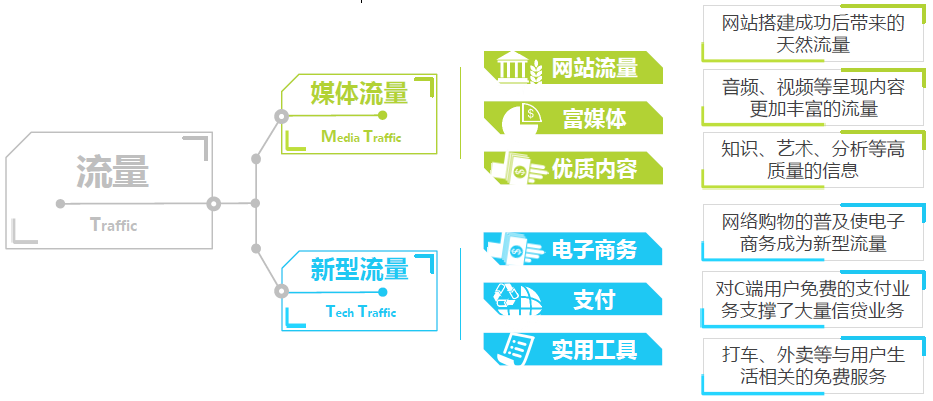 流量
Traffic
媒体流量
Media Traffic
网站流量
网站搭建成功后带来的
天然流量
富媒体
音频、视频等呈现内容
更加丰富的流量
优质内容
知识、艺术、分析等高
质量的信息
新型流量
Tech Traffic
电子商务
网络购物的普及使电子
商务成为新型流量
支付
对C端用户免费的支付业
务支撑了大量信贷业务
实用工具
打车、外卖等与用户生
活相关的免费服务